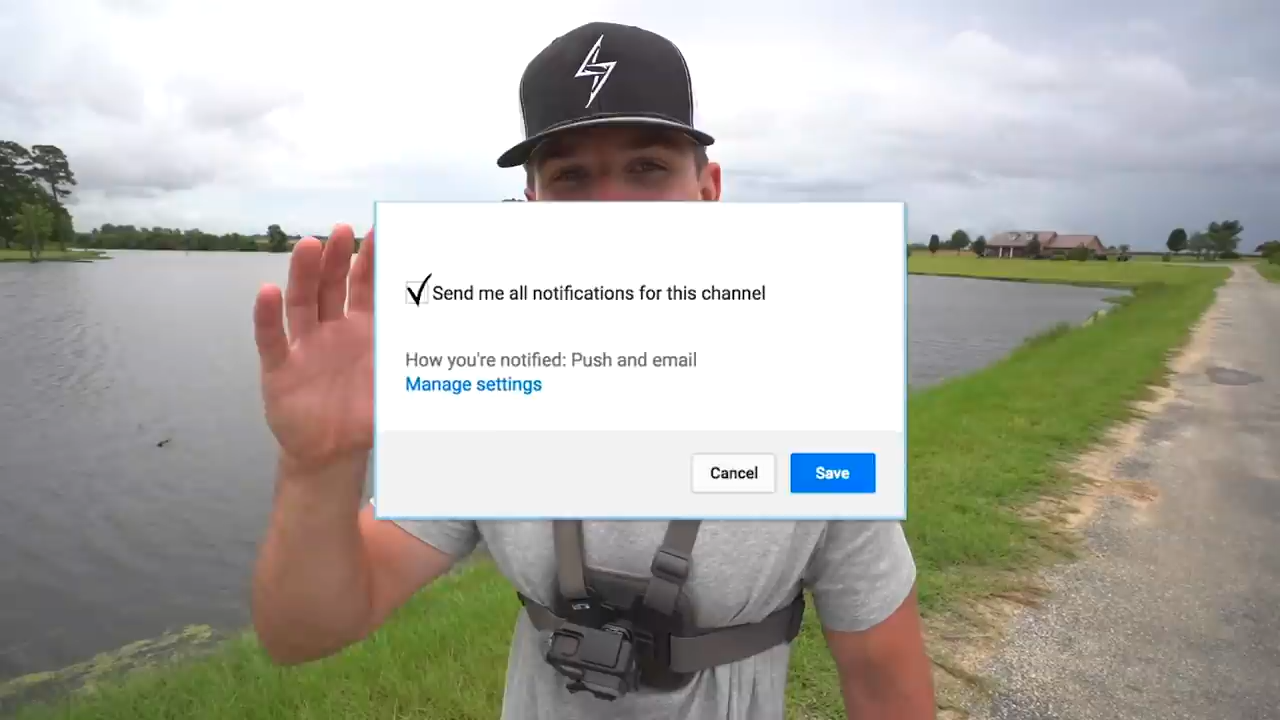 Send me all notifications for this channel
How you're notified: Push and email
Manage settings
Cancel
Save